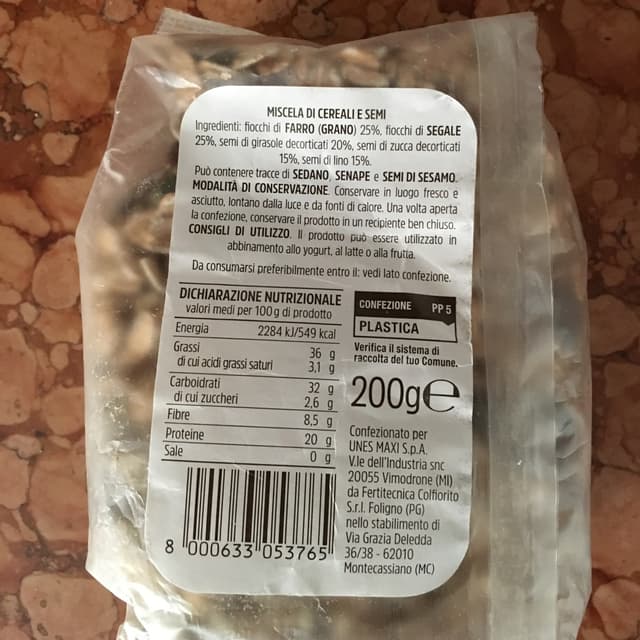 MISCELA DI CEREALI E SEMI
Ingredienti: fiocchi di FARRO (GRANO) 25%, fiocchi di SEGALE
25%, semi di girasole decorticati 20%, semi di zucca decorticati
15%, semi di lino 15%.
Può contenere tracce di SEDANO, SENAPE e SEMI DI SESAMO.
MODALITÀ DI CONSERVAZIONE. Conservare in luogo fresco e
asciutto, lontano dalla luce e da fonti di calore. Una volta aperta
la confezione, conservare il prodotto in un recipiente ben chiuso.
CONSIGLI DI UTILIZZO. Il prodotto può essere utilizzato in
abbinamento allo yogurt, al latte o alla frutta.
Da consumarsi preferibilmente entro il: vedi lato confezione.
DICHIARAZIONE NUTRIZIONALE
valori medi per 100 g di prodotto
Energia 2284 kJ/549 kcal
Grassi 36 g
di cui acidi grassi saturi 3,1 g
Carboidrati 32 g
di cui zuccheri 2,6 g
Fibre 8,5 g
Proteine 20 g
Sale 0 g
8 000633 053765
CONFEZIONE PP 5
PLASTICA
Verifica il sistema di
raccolta del tuo Comune.
200g℮
Confezionato per
UNES MAXI S.p.A.
V.le dell'Industria snc
20055 Vimodrone (MI)
da Fertitecnica Colfiorito
S.r.l. Foligno (PG)
nello stabilimento di
Via Grazia Deledda
36/38 - 62010
Montecassiano (MC)